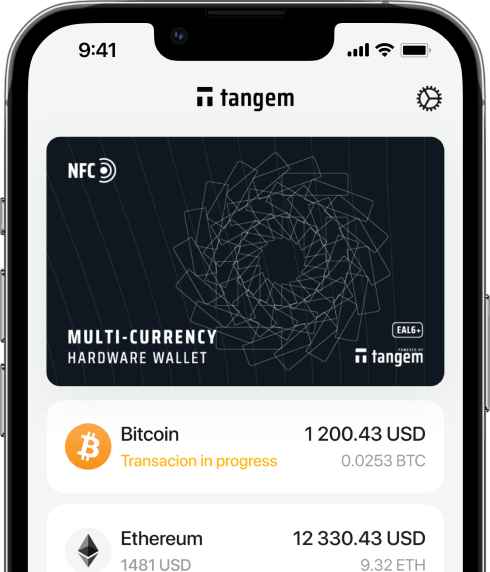 9:41
tangem
NFC
MULTI-CURRENCY
HARDWARE WALLET
EAL6+
POWERED BY
tangem
Bitcoin 1 200.43 USD
Transacion in progress 0.0253 BTC
Ethereum 12 330.43 USD
1481 USD 9.32 ETH